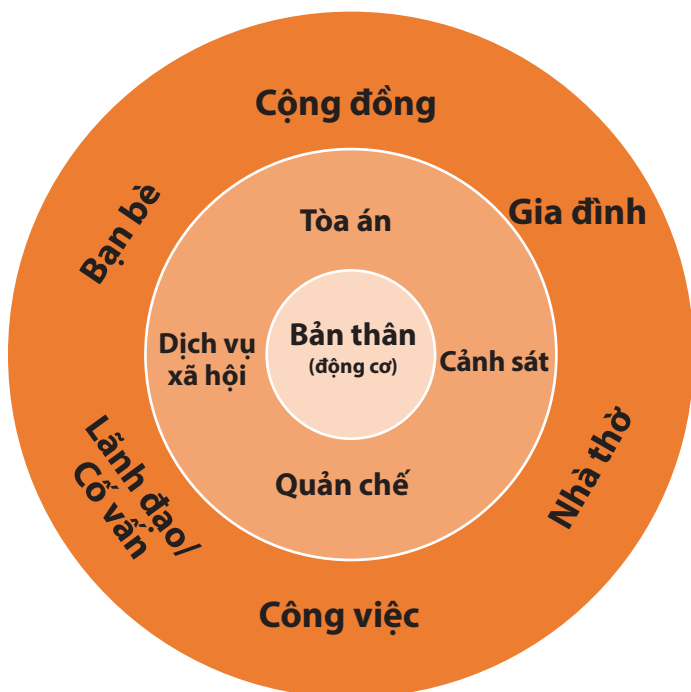 Cộng đồng
Bạn bè
Gia đình
Tòa án
Dịch vụ
xã hội
Bản thân
(động cơ)
Cảnh sát
Lãnh đạo/
Cố vấn
Quản chế
Nhà thờ
Công việc